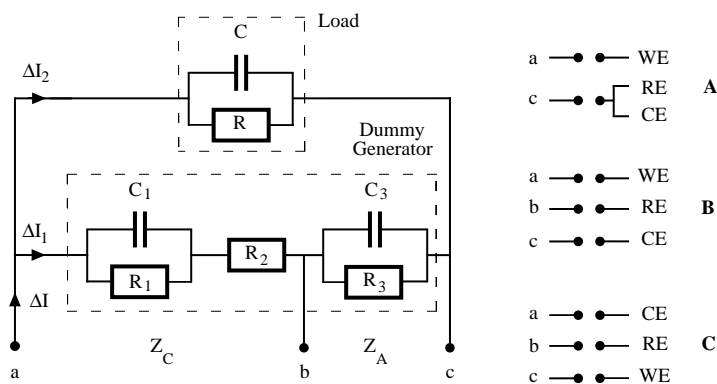 Load
C
ΔI2
R
Dummy
Generator
C1
C3
ΔI1
R1
R2
R3
ΔI
ZC
ZA
a
b
c
a WE
RE A
c
CE
a WE
b RE B
c CE
a CE
b RE C
c WE